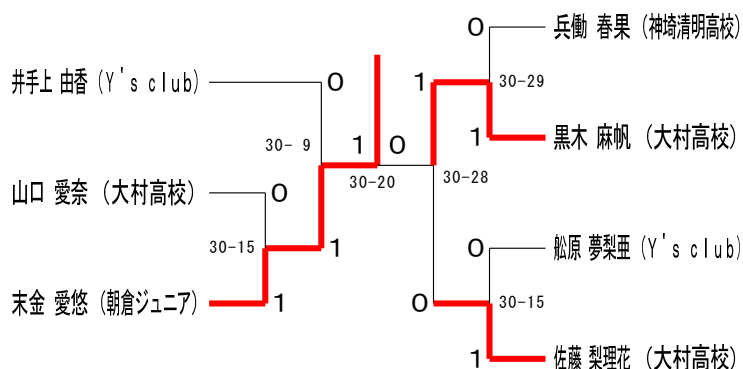 0 兵働 春果 (神埼清明高校)
井手上 由香 (Y's club) 0 1 30-29
30- 9 1 0 1 黒木 麻帆 (大村高校)
山口 愛奈 (大村高校) 0 30-20 30-28
30-15 1 0 舩原 夢梨亜 (Y's club)
末金 愛悠 (朝倉ジュニア) 1 0 30-15
1 佐藤 梨理花 (大村高校)